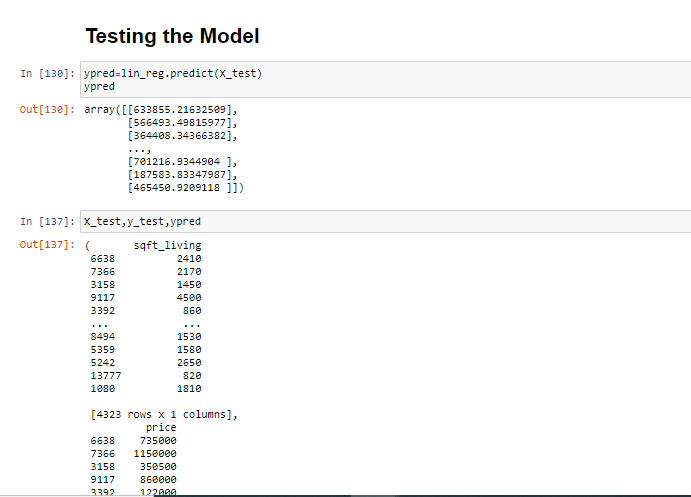 Testing the Model
In [130]: ypred=lin_reg.predict(X_test)
ypred
Out[130]: array([[633855.21632509],
[566493.49815977],
[364408.34366382],
...,
[701216.9344904 ],
[187583.83347987],
[465450.9209118 ]])
In [137]: X_test,y_test,ypred
Out[137]: (      sqft_living
6638         2410
7366         2170
3158         1450
9117         4500
3392          860
...           ...
8494         1530
5359         1580
5242         2650
13777         820
1080         1810
[4323 rows x 1 columns],
price
6638    735000
7366   1150000
3158    350500
9117    860000
3392    122000